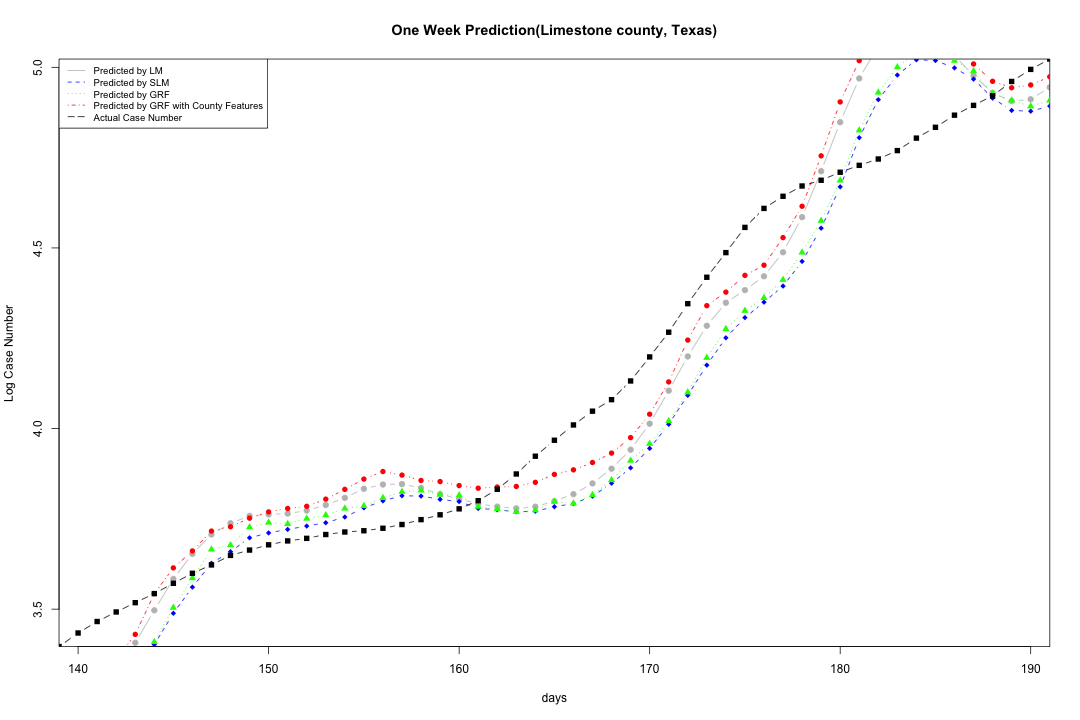 One Week Prediction(Limestone county, Texas)
Predicted by LM
Predicted by SLM
Predicted by GRF
Predicted by GRF with County Features
Actual Case Number
5.0
4.5
4.0
3.5
Log Case Number
140 150 160 170 180 190
days